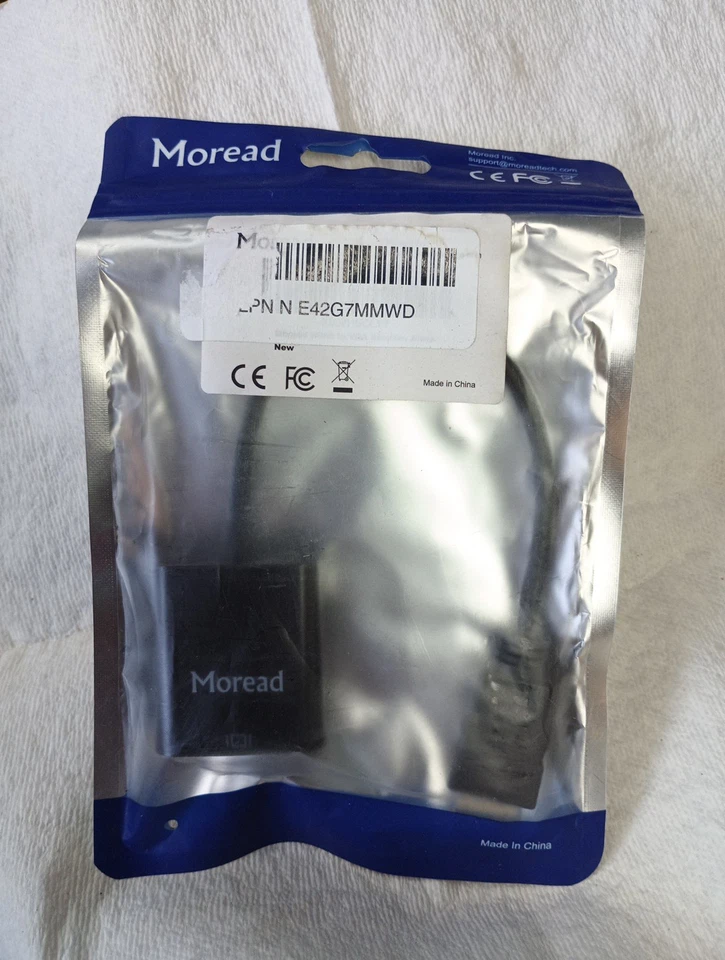 Moread
Moread Inc.
support@moreadtech.com
CE FC
LPN N E42G7MMWD
New
CE FC
Made in China
Moread
Made In China